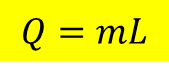 Q = mL